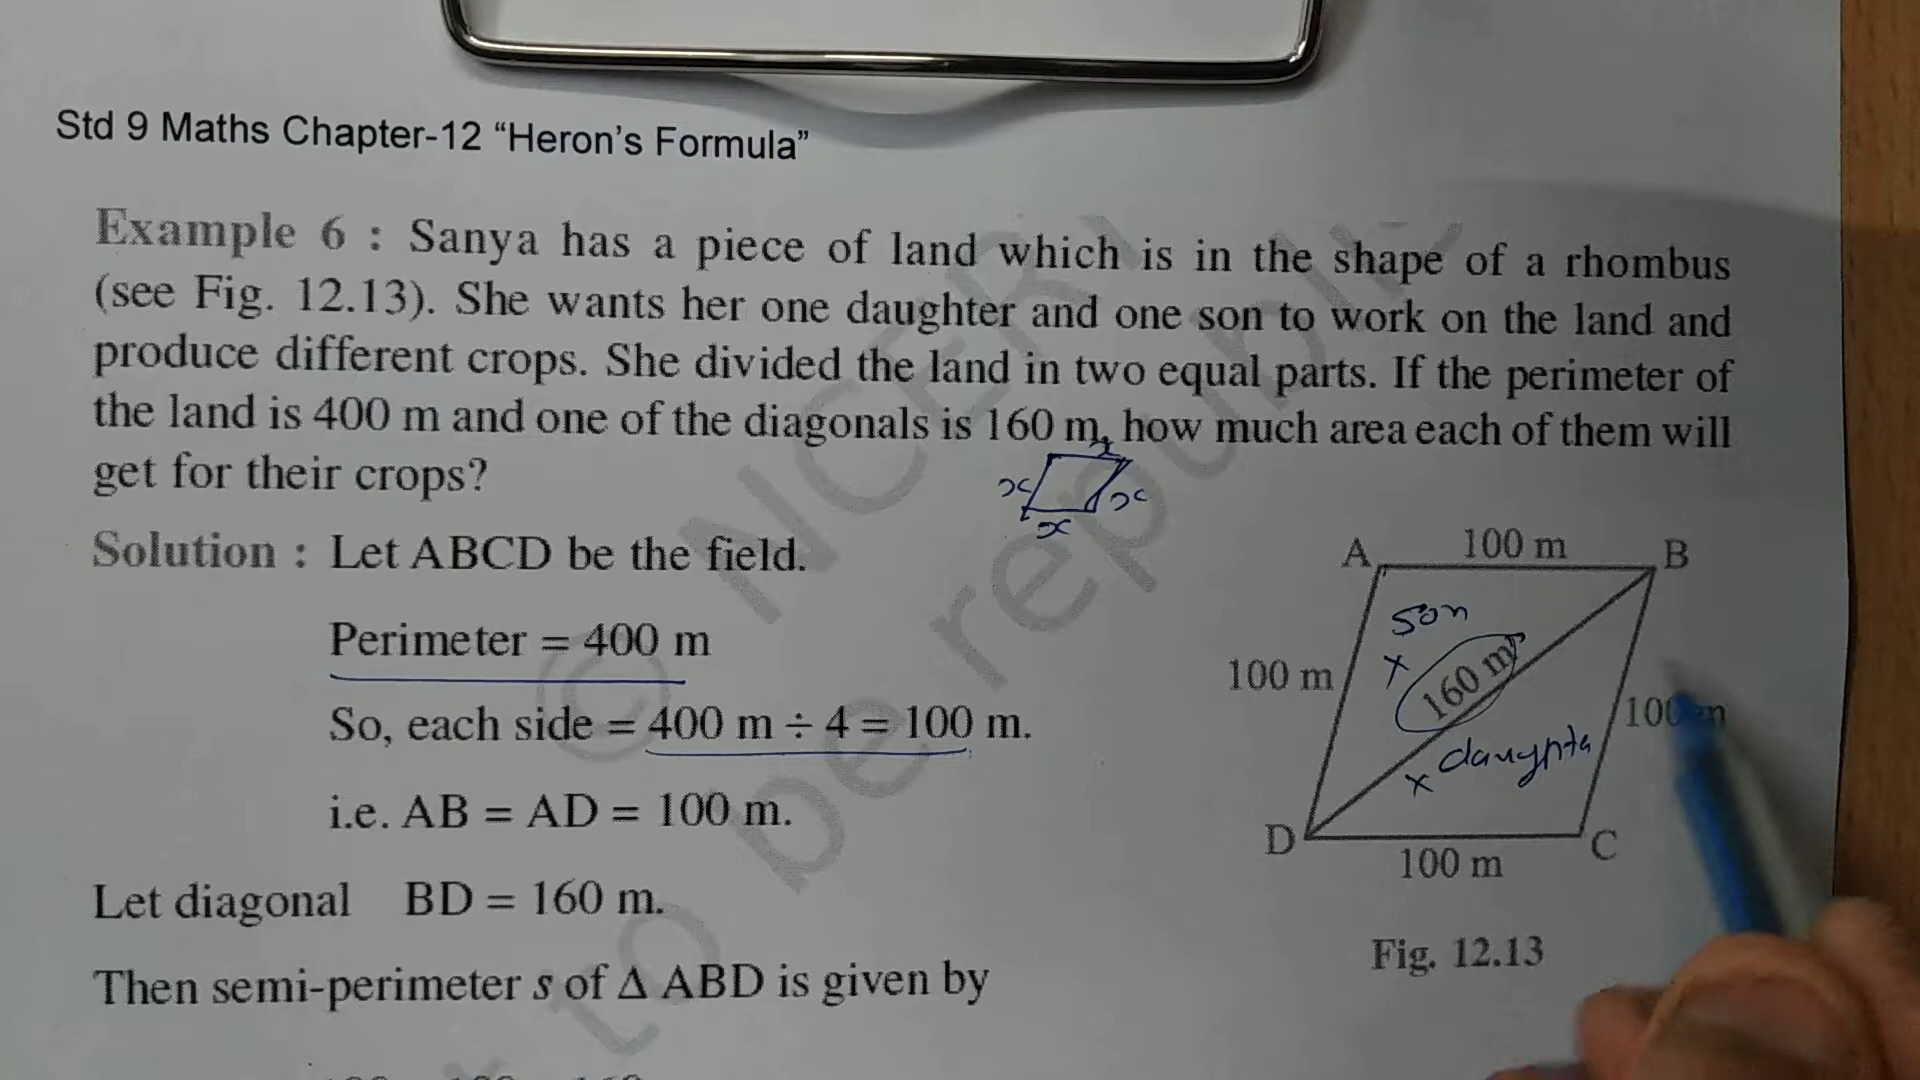 Std 9 Maths Chapter-12 “Heron’s Formula”
Example 6 : Sanya has a piece of land which is in the shape of a rhombus
(see Fig. 12.13). She wants her one daughter and one son to work on the land and
produce different crops. She divided the land in two equal parts. If the perimeter of
the land is 400 m and one of the diagonals is 160 m, how much area each of them will
get for their crops?
x
x
x
x
Solution : Let ABCD be the field.
Perimeter = 400 m
So, each side = 400 m ÷ 4 = 100 m.
i.e. AB = AD = 100 m.
Let diagonal BD = 160 m.
Then semi-perimeter s of Δ ABD is given by
A 100 m B
son
x
160 m
100 m
100 m
x
D 100 m C
Fig. 12.13
© NCERT
to be republis